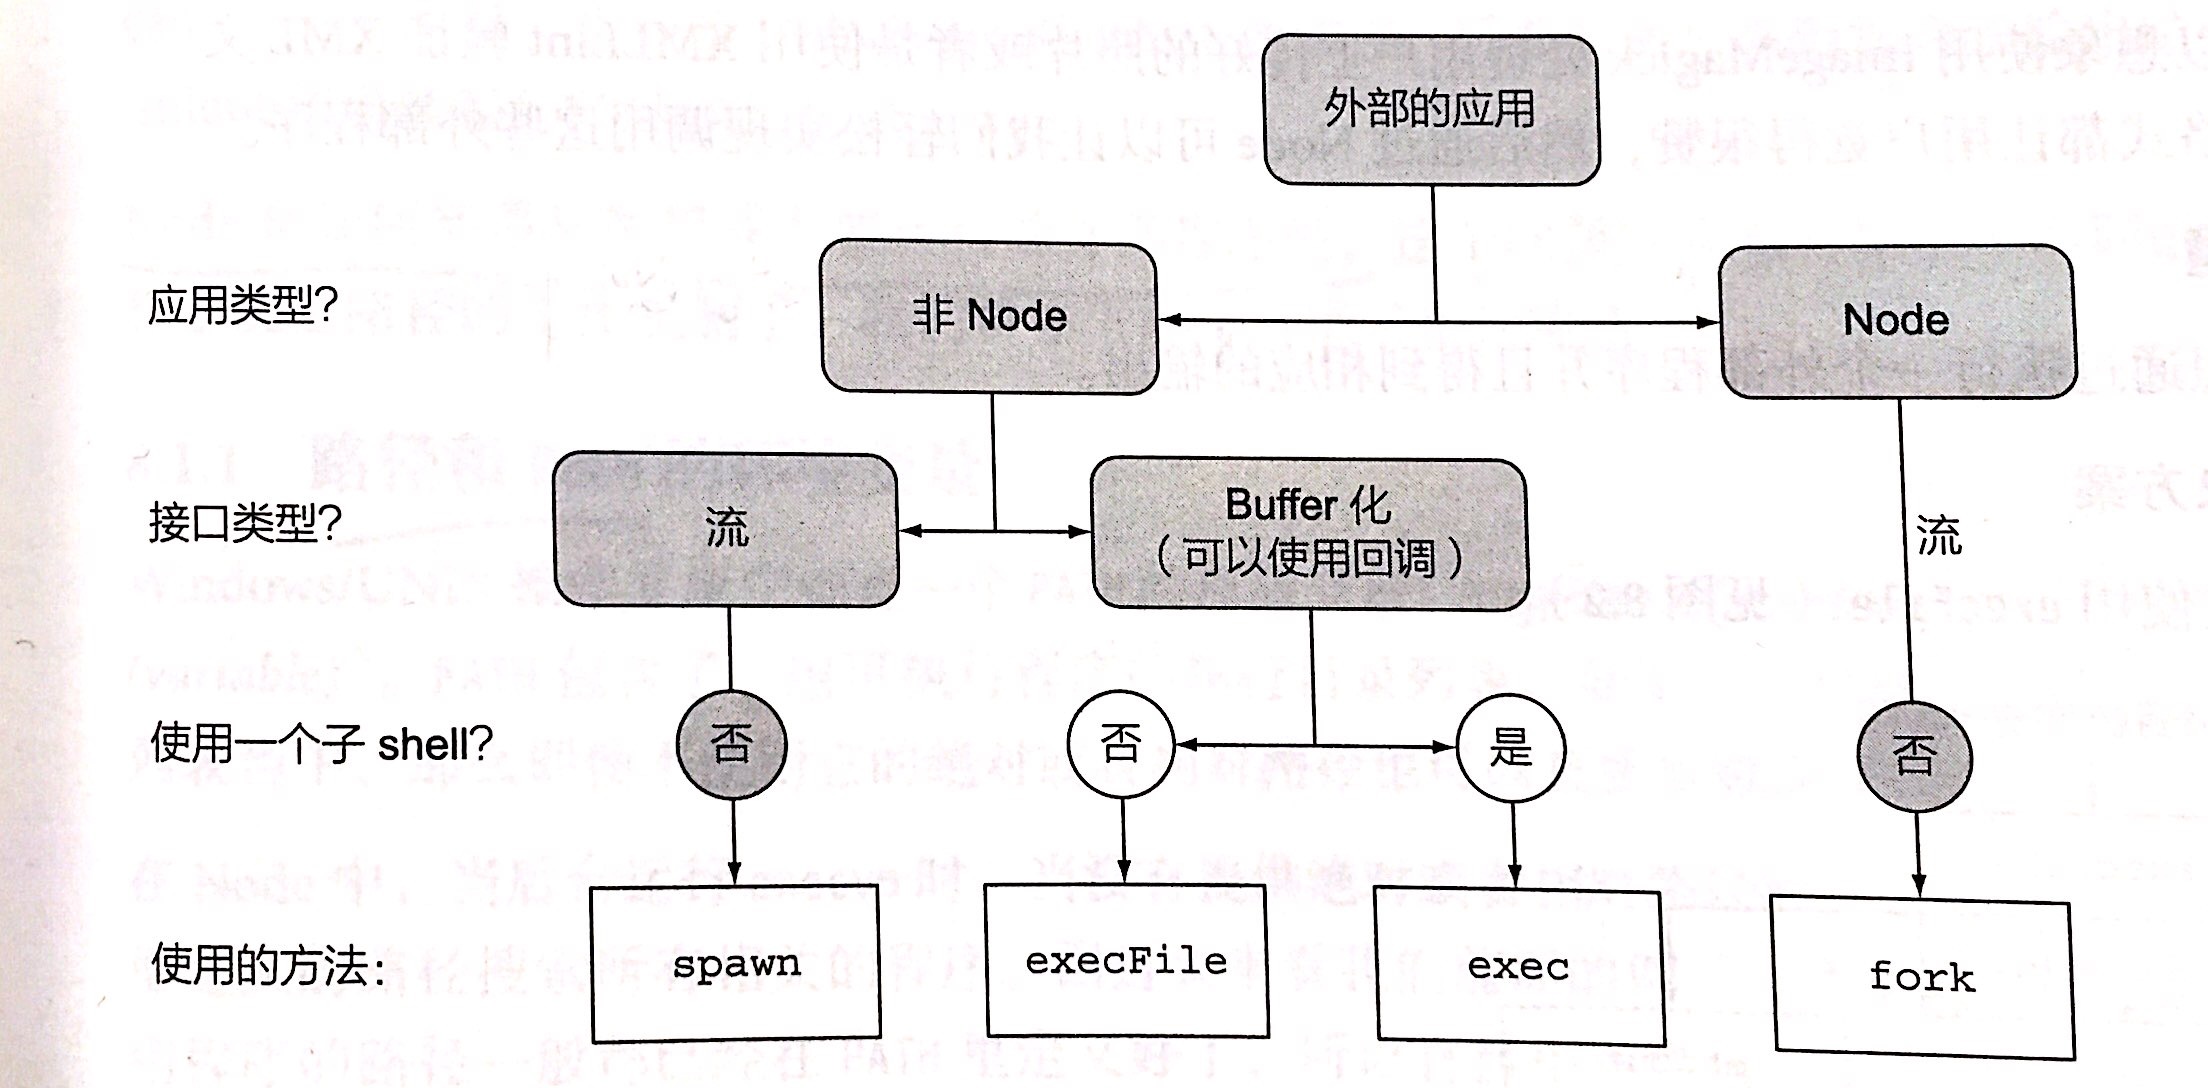 外部的应用
应用类型?
非 Node
Node
接口类型?
流
Buffer 化
（可以使用回调）
流
使用一个子 shell?
否
否
是
否
使用的方法:
spawn
execFile
exec
fork